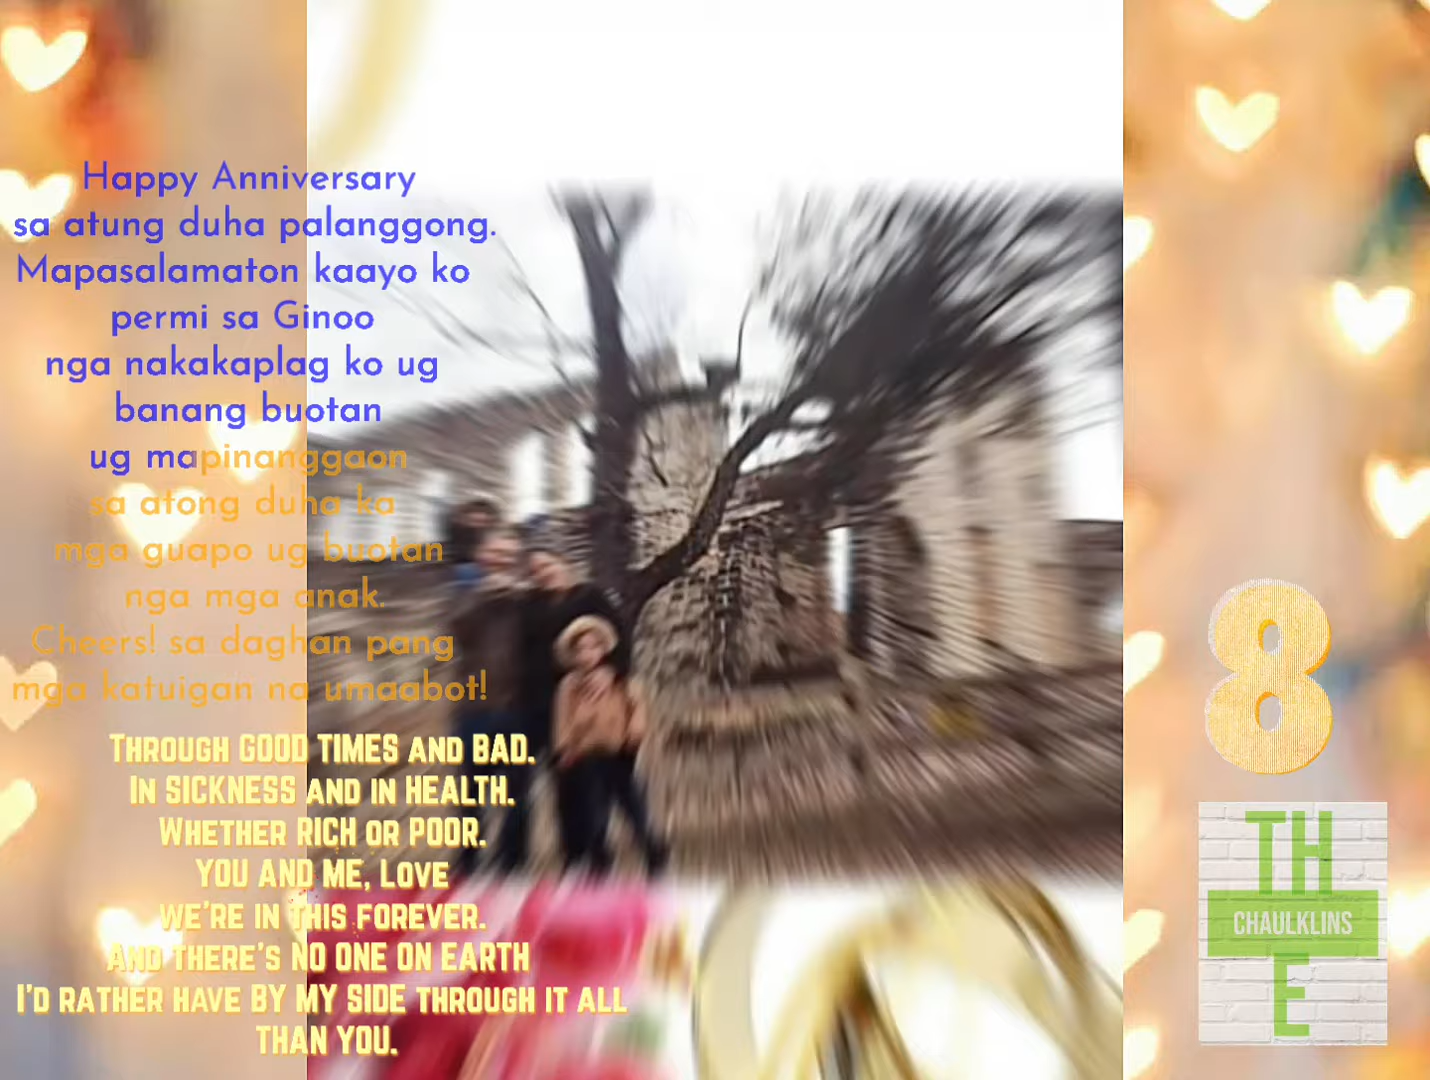 Happy Anniversary
sa atung duha palanggong.
Mapasalamaton kaayo ko
permi sa Ginoo
nga nakakaplag ko ug
banang buotan
ug mapinanggaon
sa atong duha ka
mga guapo ug buotan
nga mga anak.
Cheers! sa daghan pang
mga katuigan na umaabot!
THROUGH GOOD TIMES AND BAD.
IN SICKNESS AND IN HEALTH.
WHETHER RICH OR POOR.
YOU AND ME, LOVE
WE'RE IN THIS FOREVER.
AND THERE'S NO ONE ON EARTH
I'D RATHER HAVE BY MY SIDE THROUGH IT ALL
THAN YOU.
8
TH
CHAULKLINS
E